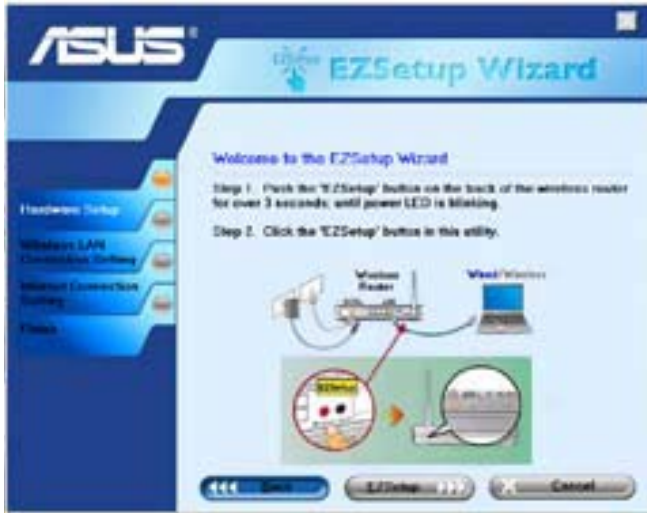 ASUS
EZSetup Wizard
Welcome to the EZSetup Wizard
Step 1. Push the 'EZSetup' button on the back of the wireless router
for over 3 seconds; until power LED is blinking.
Step 2. Click the 'EZSetup' button in this utility.
Hardware Setup
Wireless LAN
Connection Setting
Internet Connection
Setting
Finish
Wireless
Router
Wired/Wireless
EZSetup
Back
EZSetup
Cancel